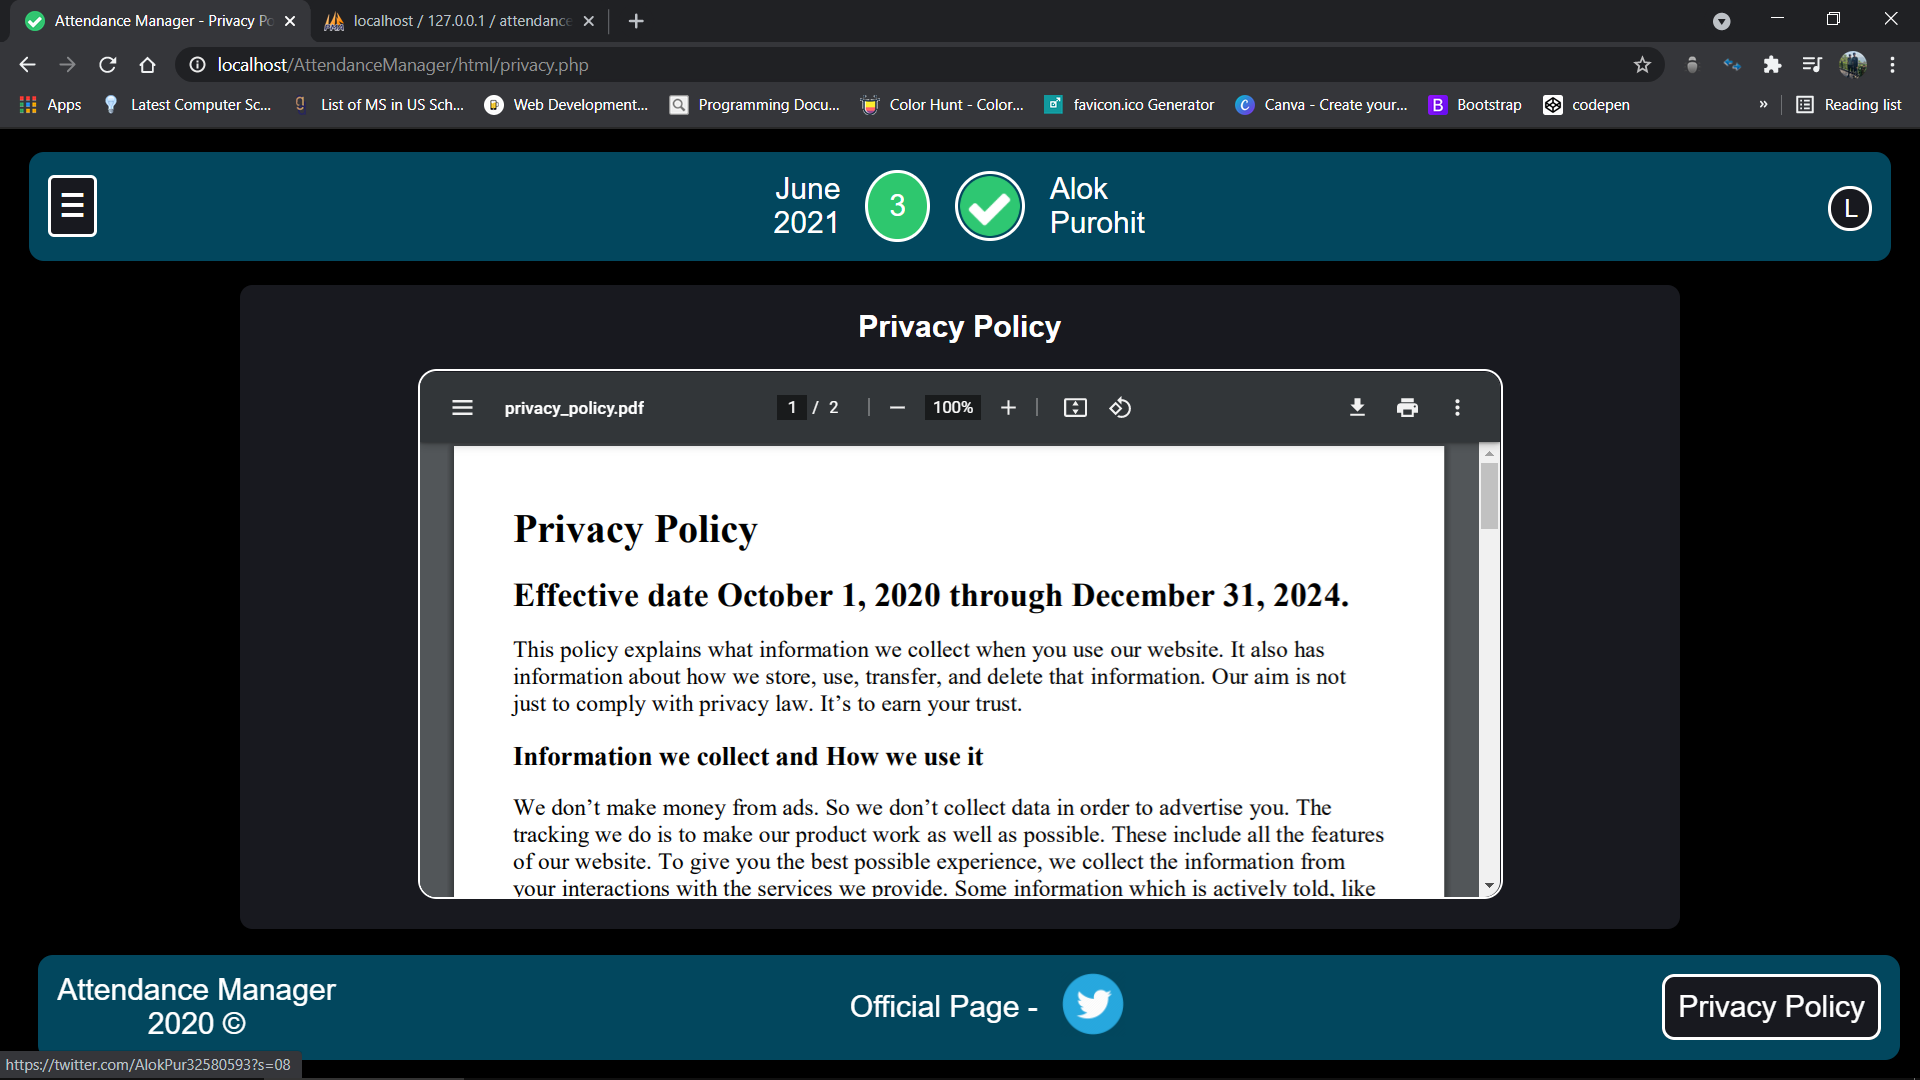 Attendance Manager - Privacy Po
localhost / 127.0.0.1 / attendance
localhost/AttendanceManager/html/privacy.php
Apps
Latest Computer Sc...
List of MS in US Sch...
Web Development...
Programming Docu...
Color Hunt - Color...
favicon.ico Generator
Canva - Create your...
Bootstrap
codepen
»
Reading list
June
2021
3
Alok
Purohit
L
Privacy Policy
privacy_policy.pdf
1 / 2
100%
Privacy Policy
Effective date October 1, 2020 through December 31, 2024.
This policy explains what information we collect when you use our website. It also has
information about how we store, use, transfer, and delete that information. Our aim is not
just to comply with privacy law. It’s to earn your trust.
Information we collect and How we use it
We don’t make money from ads. So we don’t collect data in order to advertise you. The
tracking we do is to make our product work as well as possible. These include all the features
of our website. To give you the best possible experience, we collect the information from
your interactions with the services we provide. Some information which is actively told, like
Attendance Manager
2020 ©
Official Page -
Privacy Policy
https://twitter.com/AlokPur32580593?s=08